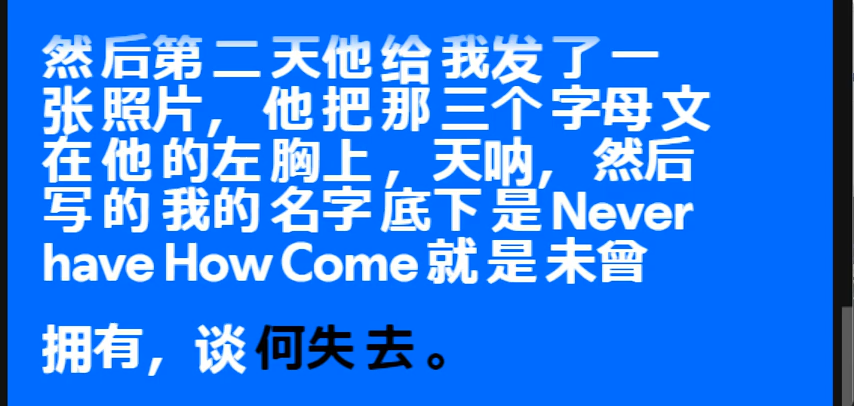 然后第二天他给我发了一
张照片，他把那三个字母文
在他的左胸上，天呐，然后
写的我的名字底下是Never
have How Come就是未曾
拥有，谈何失去。